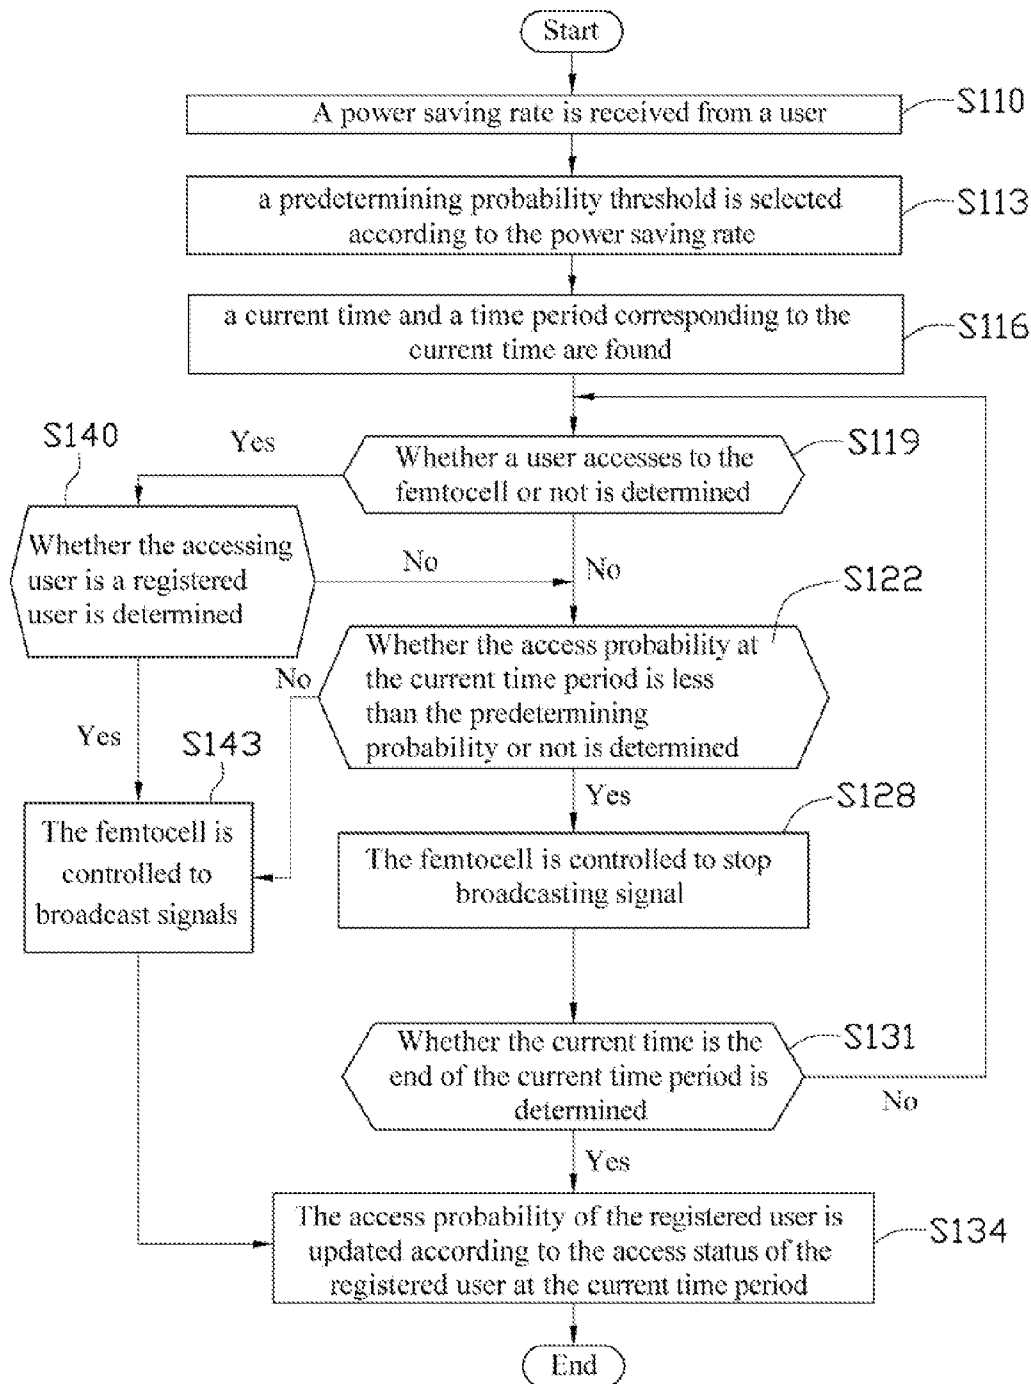 Start
A power saving rate is received from a user
S110
a predetermining probability threshold is selected
according to the power saving rate
S113
a current time and a time period corresponding to the
current time are found
S116
S140
Yes
Whether a user accesses to the
femtocell or not is determined
S119
Whether the accessing
user is a registered
user is determined
No
No
S122
Whether the access probability at
the current time period is less
than the predetermining
probability or not is determined
No
Yes
S143
Yes
S128
The femtocell is
controlled to
broadcast signals
The femtocell is controlled to stop
broadcasting signal
Whether the current time is the
end of the current time period is
determined
S131
No
Yes
The access probability of the registered user is
updated according to the access status of the
registered user at the current time period
S134
End